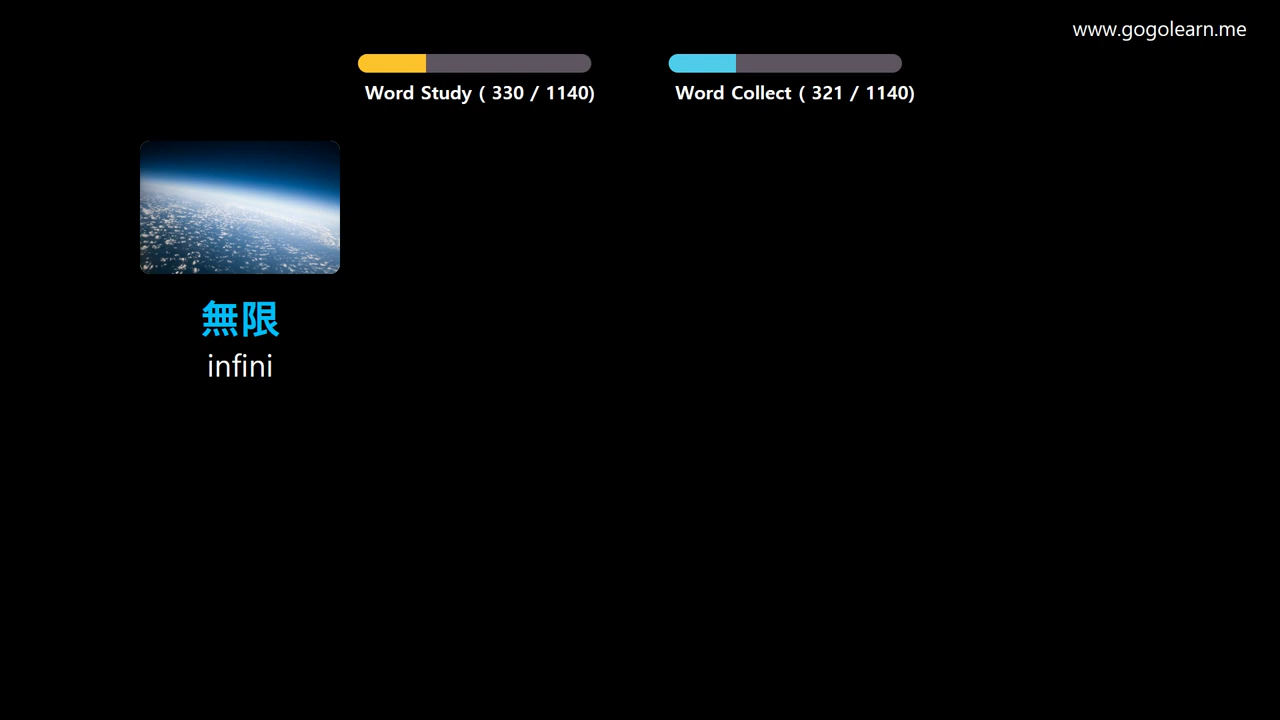 www.gogolearn.me
Word Study ( 330 / 1140)
Word Collect ( 321 / 1140)
無限
infini